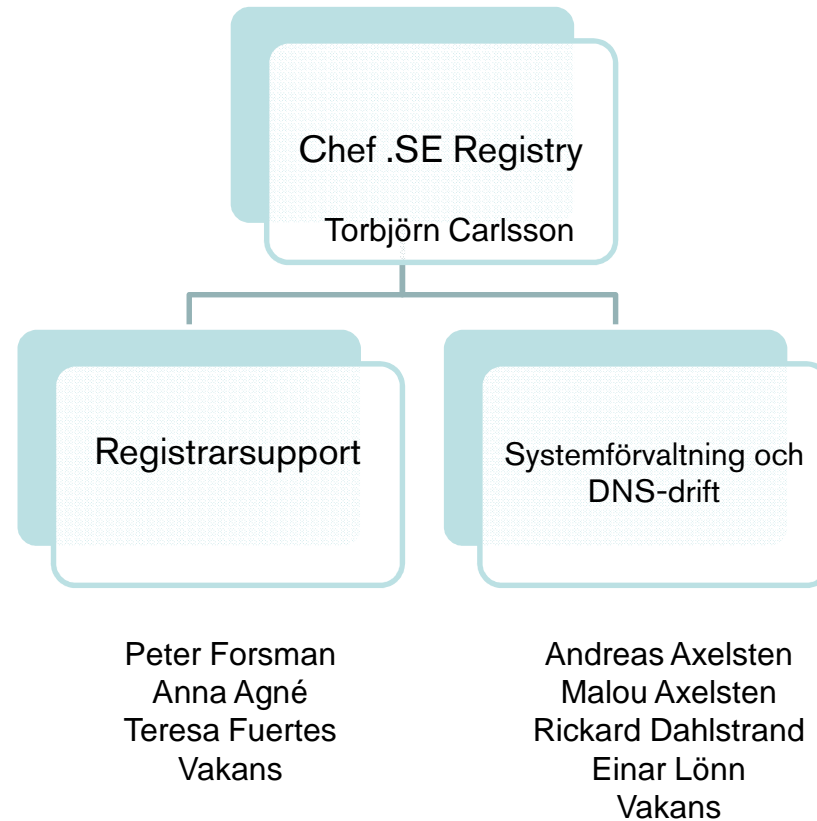 Chef .SE Registry
Torbjörn Carlsson
Registrarsupport
Systemförvaltning och
DNS-drift
Peter Forsman
Anna Agné
Teresa Fuertes
Vakans
Andreas Axelsten
Malou Axelsten
Rickard Dahlstrand
Einar Lönn
Vakans